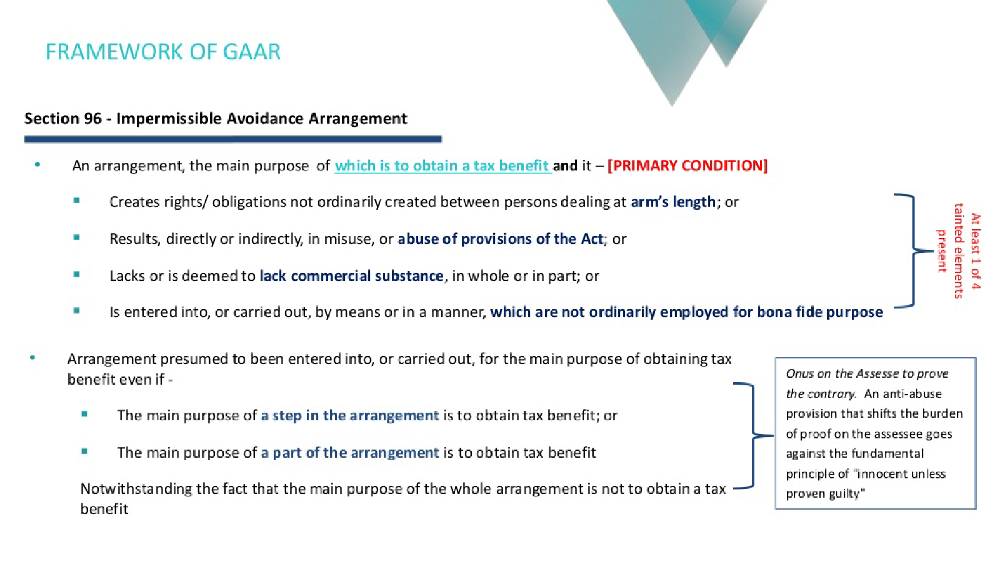 FRAMEWORK OF GAAR
Section 96 - Impermissible Avoidance Arrangement
• An arrangement, the main purpose of which is to obtain a tax benefit and it – [PRIMARY CONDITION]
▪ Creates rights/ obligations not ordinarily created between persons dealing at arm’s length; or
▪ Results, directly or indirectly, in misuse, or abuse of provisions of the Act; or
▪ Lacks or is deemed to lack commercial substance, in whole or in part; or
▪ Is entered into, or carried out, by means or in a manner, which are not ordinarily employed for bona fide purpose
At least 1 of 4
tainted elements
present
• Arrangement presumed to been entered into, or carried out, for the main purpose of obtaining tax
benefit even if -
▪ The main purpose of a step in the arrangement is to obtain tax benefit; or
▪ The main purpose of a part of the arrangement is to obtain tax benefit
Notwithstanding the fact that the main purpose of the whole arrangement is not to obtain a tax
benefit
Onus on the Assesse to prove
the contrary. An anti-abuse
provision that shifts the burden
of proof on the assessee goes
against the fundamental
principle of "innocent unless
proven guilty"